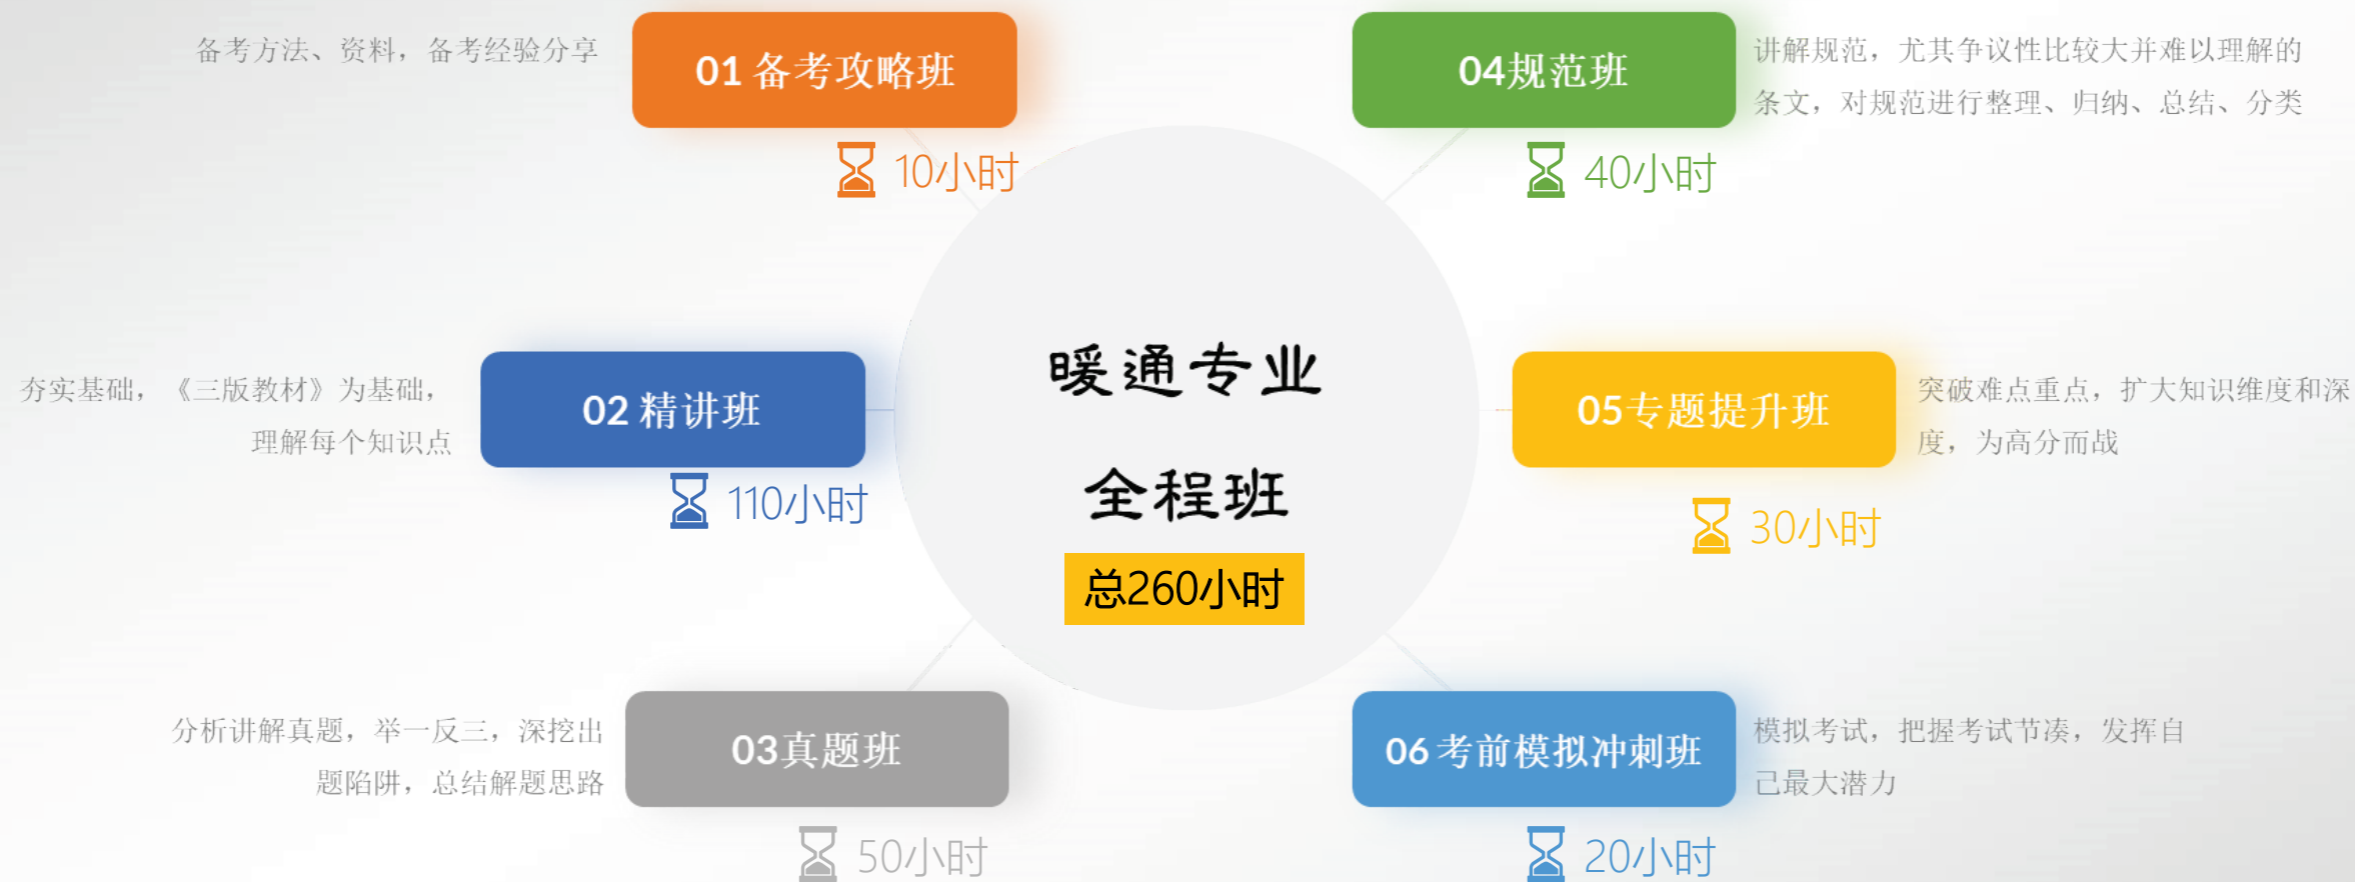 备考方法、资料，备考经验分享
01 备考攻略班
10小时
夯实基础，《三版教材》为基础，
理解每个知识点
02 精讲班
110小时
分析讲解真题，举一反三，深挖出
题陷阱，总结解题思路
03真题班
50小时
暖通专业
全程班
总260小时
04规范班
40小时
讲解规范，尤其争议性比较大并难以理解的
条文，对规范进行整理、归纳、总结、分类
05专题提升班
30小时
突破难点重点，扩大知识维度和深
度，为高分而战
06 考前模拟冲刺班
20小时
模拟考试，把握考试节凑，发挥自
己最大潜力